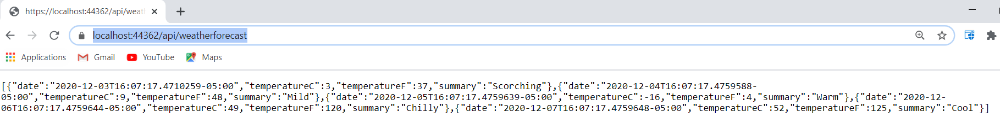 https://localhost:44362/api/weat
localhost:44362/api/weatherforecast
Applications Gmail YouTube Maps
[{"date":"2020-12-03T16:07:17.4710259-05:00","temperatureC":3,"temperatureF":37,"summary":"Scorching"},{"date":"2020-12-04T16:07:17.4759588-
05:00","temperatureC":9,"temperatureF":48,"summary":"Mild"},{"date":"2020-12-05T16:07:17.4759639-05:00","temperatureC":-16,"temperatureF":4,"summary":"Warm"},{"date":"2020-12-
06T16:07:17.4759644-05:00","temperatureC":49,"temperatureF":120,"summary":"Chilly"},{"date":"2020-12-07T16:07:17.4759648-05:00","temperatureC":52,"temperatureF":125,"summary":"Cool"}]